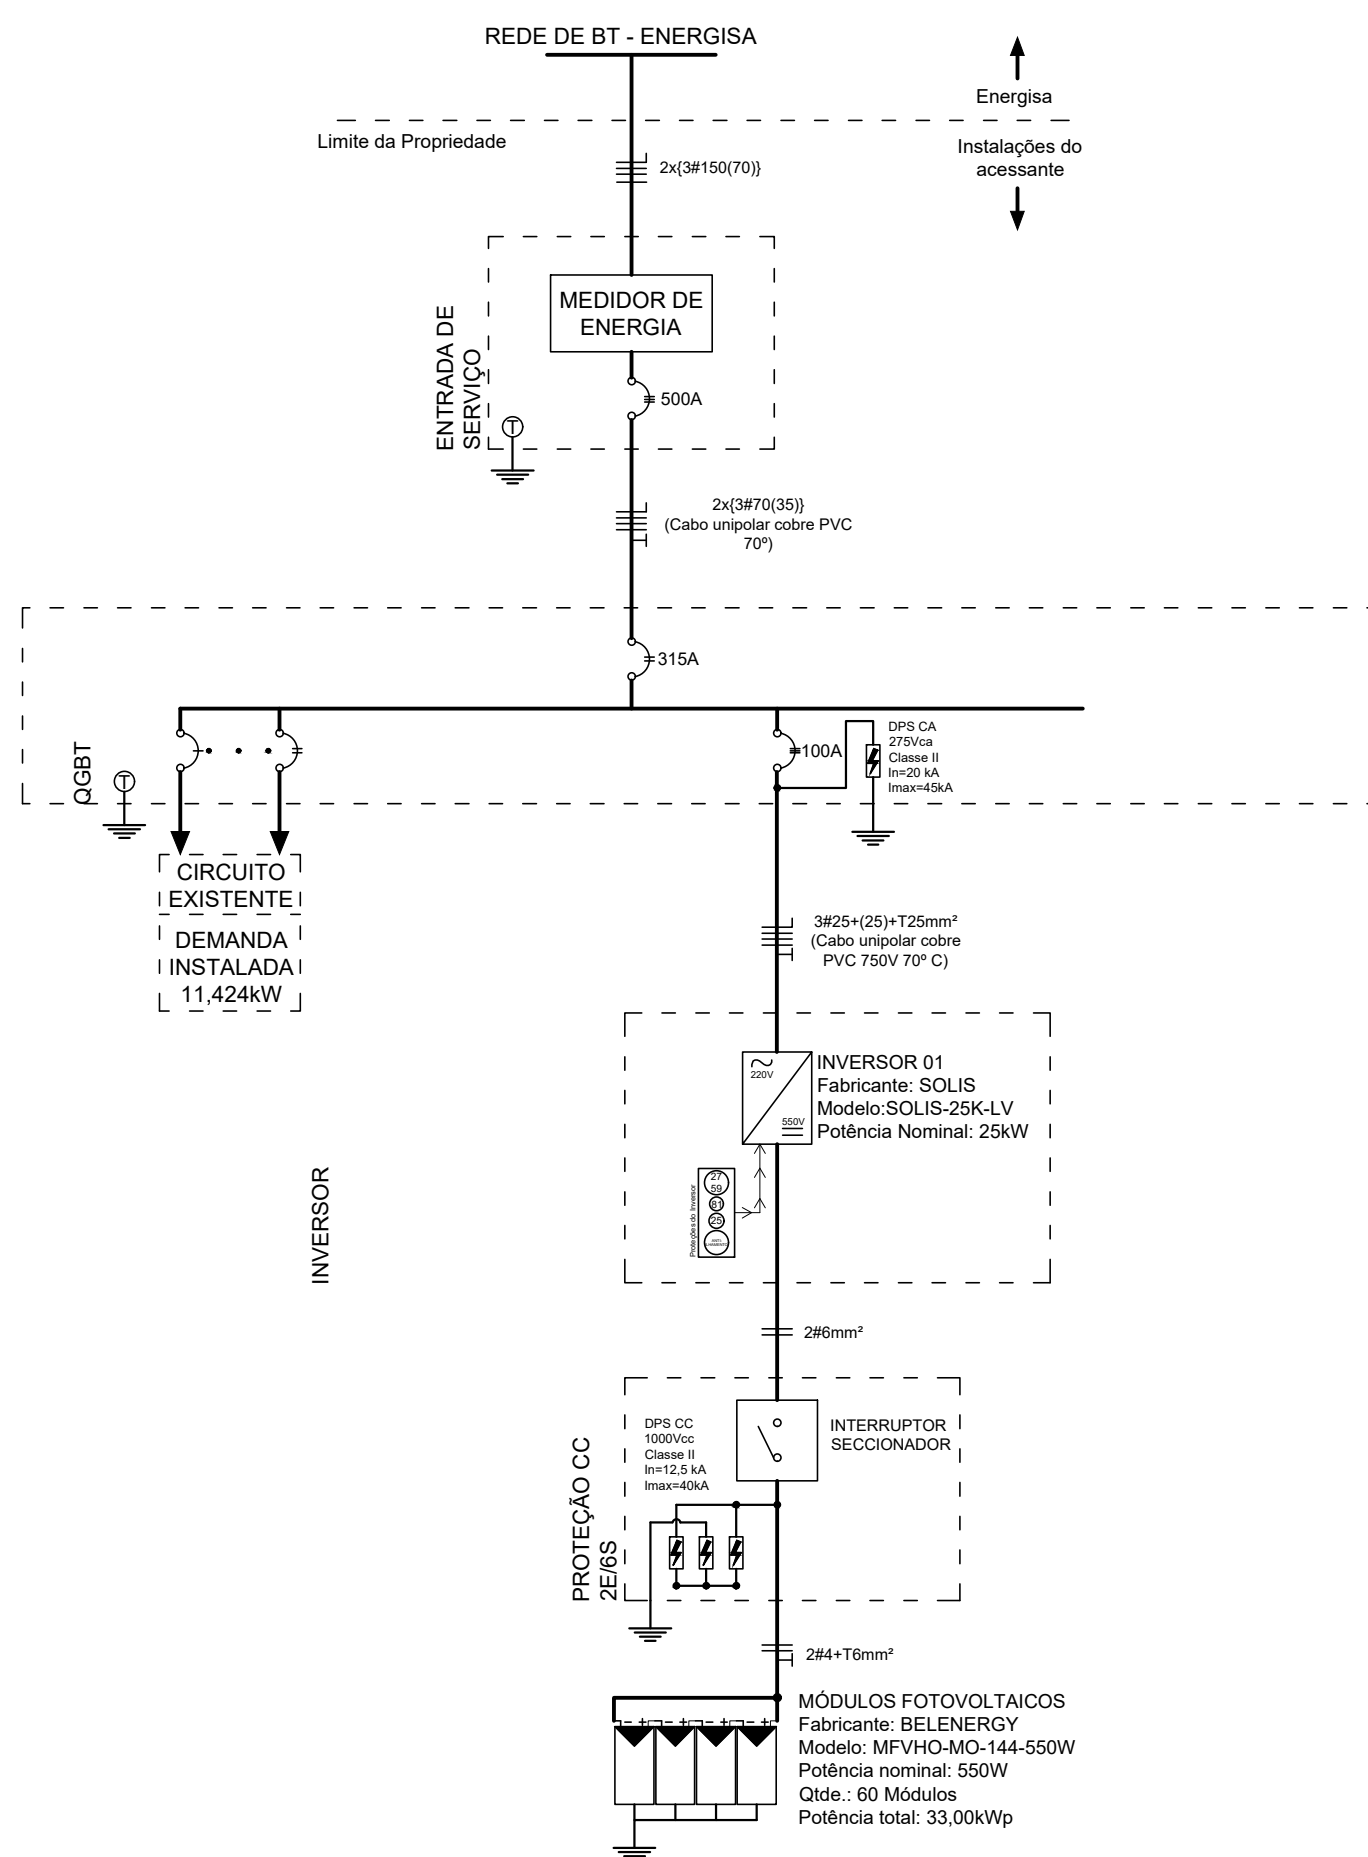 REDE DE BT - ENERGISA
Energisa
Limite da Propriedade
Instalações do
acessante
2x{3#150(70)}
MEDIDOR DE
ENERGIA
ENTRADA DE
SERVIÇO
500A
T
2x{3#70(35)}
(Cabo unipolar cobre PVC
70º)
315A
QGBT
T
100A
DPS CA
275Vca
Classe II
In=20 kA
Imax=45kA
CIRCUITO
EXISTENTE
DEMANDA
INSTALADA
11,424kW
3#25+(25)+T25mm²
(Cabo unipolar cobre
PVC 750V 70º C)
INVERSOR
220V
550V
INVERSOR 01
Fabricante: SOLIS
Modelo:SOLIS-25K-LV
Potência Nominal: 25kW
Proteções do Inversor
27
59
81
25
2#6mm²
PROTEÇÃO CC
2E/6S
DPS CC
1000Vcc
Classe II
In=12,5 kA
Imax=40kA
INTERRUPTOR
SECCIONADOR
2#4+T6mm²
- + - + - + - +
MÓDULOS FOTOVOLTAICOS
Fabricante: BELENERGY
Modelo: MFVHO-MO-144-550W
Potência nominal: 550W
Qtde.: 60 Módulos
Potência total: 33,00kWp